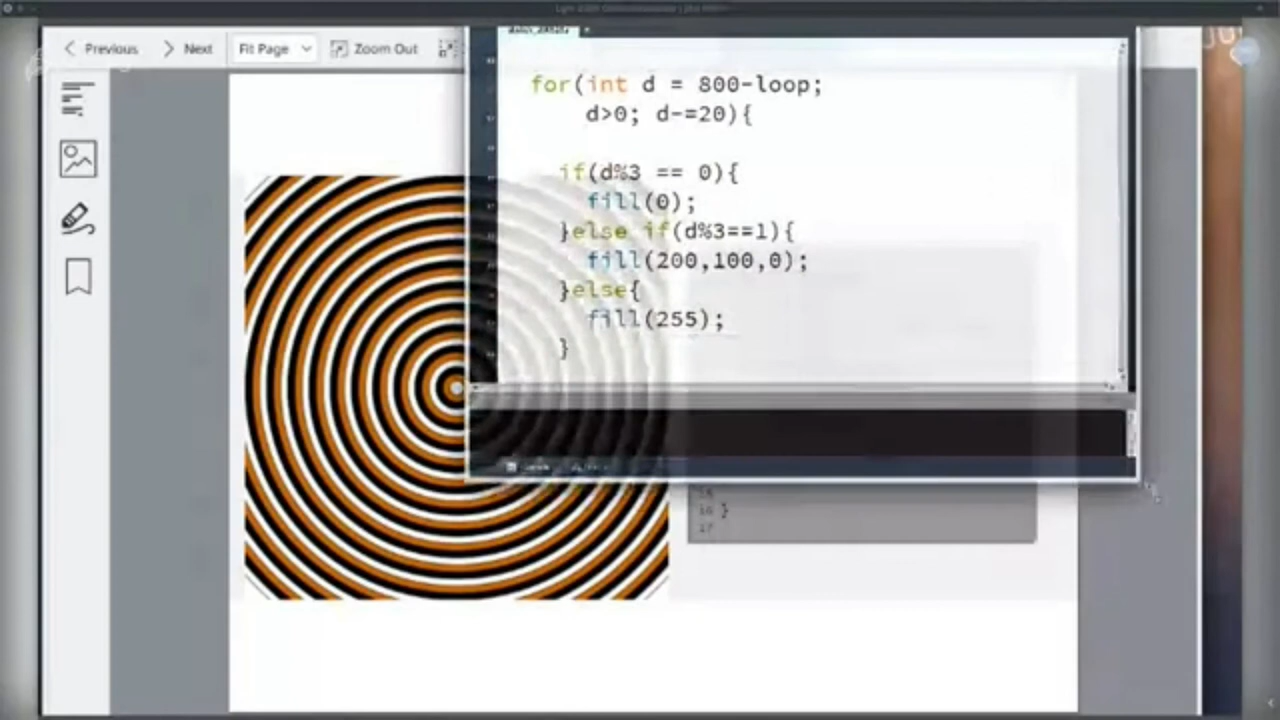 Previous
Next
Fit Page
Zoom Out
for(int d = 800-loop;
d>0; d-=20){
if(d%3 == 0){
fill(0);
}else if(d%3==1){
fill(200,100,0);
}else{
fill(255);
}
16 }
17